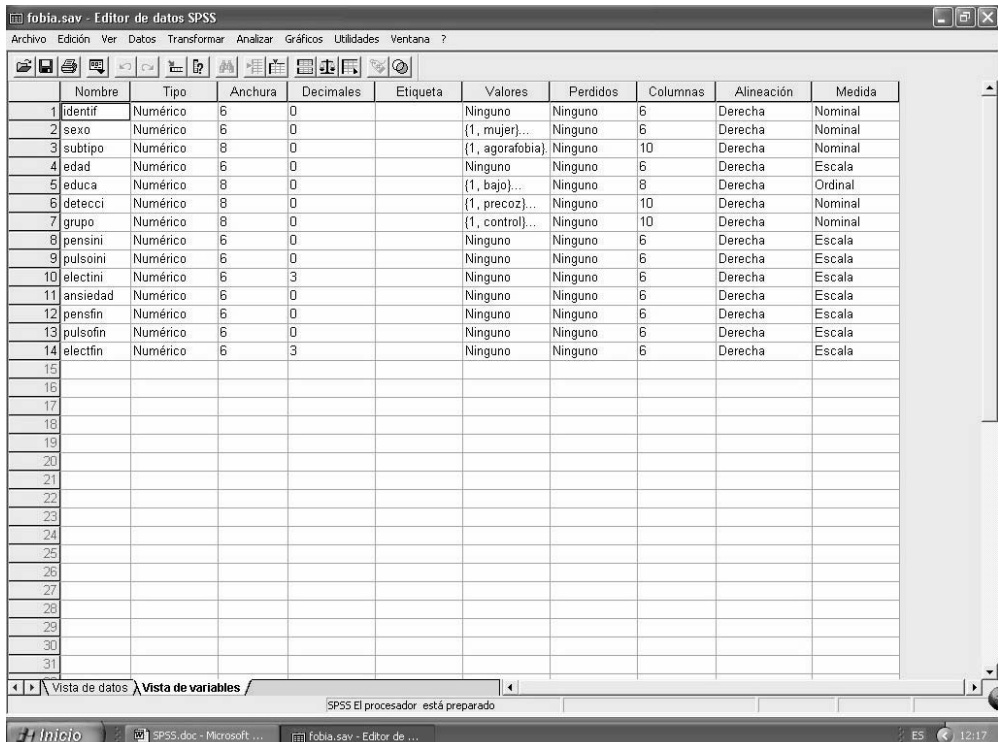 fobia.sav - Editor de datos SPSS
Archivo Edición Ver Datos Transformar Analizar Gráficos Utilidades Ventana ?
Nombre Tipo Anchura Decimales Etiqueta Valores Perdidos Columnas Alineación Medida
1 identif Numérico 6 0 Ninguno Ninguno 6 Derecha Nominal
2 sexo Numérico 6 0 {1, mujer}... Ninguno 6 Derecha Nominal
3 subtipo Numérico 8 0 {1, agorafobia}. Ninguno 10 Derecha Nominal
4 edad Numérico 6 0 Ninguno Ninguno 6 Derecha Escala
5 educa Numérico 8 0 {1, bajo}... Ninguno 8 Derecha Ordinal
6 detecci Numérico 8 0 {1, precoz}... Ninguno 10 Derecha Nominal
7 grupo Numérico 8 0 {1, control}... Ninguno 10 Derecha Nominal
8 pensini Numérico 6 0 Ninguno Ninguno 6 Derecha Escala
9 pulsoini Numérico 6 0 Ninguno Ninguno 6 Derecha Escala
10 electini Numérico 6 3 Ninguno Ninguno 6 Derecha Escala
11 ansiedad Numérico 6 0 Ninguno Ninguno 6 Derecha Escala
12 pensfin Numérico 6 0 Ninguno Ninguno 6 Derecha Escala
13 pulsofin Numérico 6 0 Ninguno Ninguno 6 Derecha Escala
14 electfin Numérico 6 3 Ninguno Ninguno 6 Derecha Escala
15
16
17
18
19
20
21
22
23
24
25
26
27
28
29
30
31
Vista de datos Vista de variables
SPSS El procesador está preparado
Inicio SPSS.doc - Microsoft ... fobia.sav - Editor de ... ES 12:17